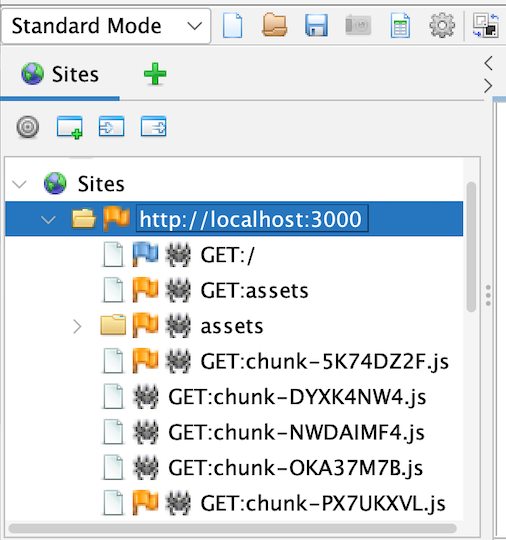 Standard Mode
Sites
Sites
http://localhost:3000
GET:/
GET:assets
assets
GET:chunk-5K74DZ2F.js
GET:chunk-DYXK4NW4.js
GET:chunk-NWDAIMF4.js
GET:chunk-OKA37M7B.js
GET:chunk-PX7UKXVL.js